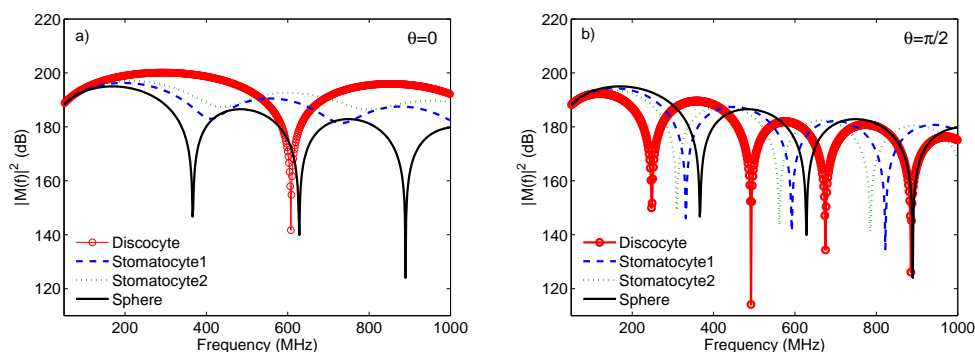 a)
θ=0
220
200
180
160
140
120
|M(f)|² (dB)
Discocyte
Stomatocyte1
Stomatocyte2
Sphere
200 400 600 800 1000
Frequency (MHz)
b)
θ=π/2
220
200
180
160
140
120
|M(f)|² (dB)
Discocyte
Stomatocyte1
Stomatocyte2
Sphere
200 400 600 800 1000
Frequency (MHz)